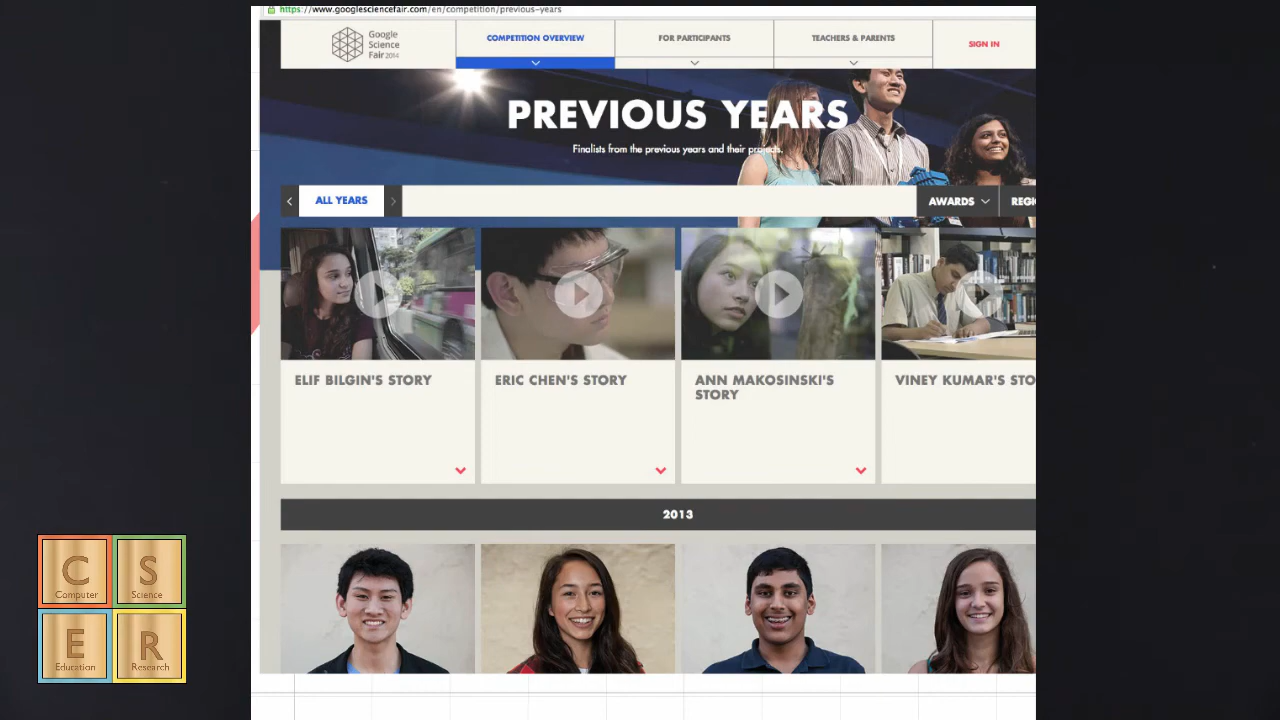 https://www.googlesciencefair.com/en/competition/previous-years
Google
Science
Fair 2014
COMPETITION OVERVIEW
FOR PARTICIPANTS
TEACHERS & PARENTS
SIGN IN
PREVIOUS YEARS
Finalists from the previous years and their projects.
ALL YEARS
AWARDS
REGI
ELIF BILGIN'S STORY
ERIC CHEN'S STORY
ANN MAKOSINSKI'S
STORY
VINEY KUMAR'S STO
2013
C
Computer
S
Science
E
Education
R
Research